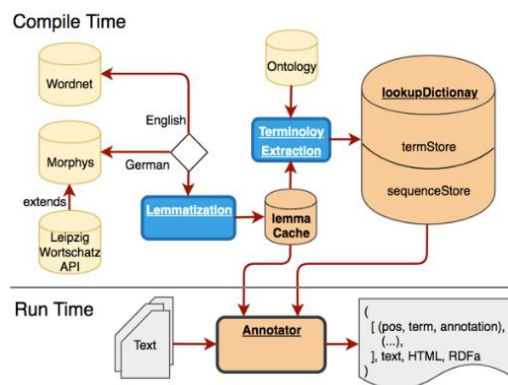 Compile Time
Wordnet
Ontology
lookupDictionay
English
Morphys
German
Terminoloy
Extraction
termStore
extends
Lemmatization
lemma
Cache
sequenceStore
Leipzig
Wortschatz
API
Run Time
Text
Annotator
(
[ (pos, term, annotation),
(...),
], text, HTML, RDFa
)